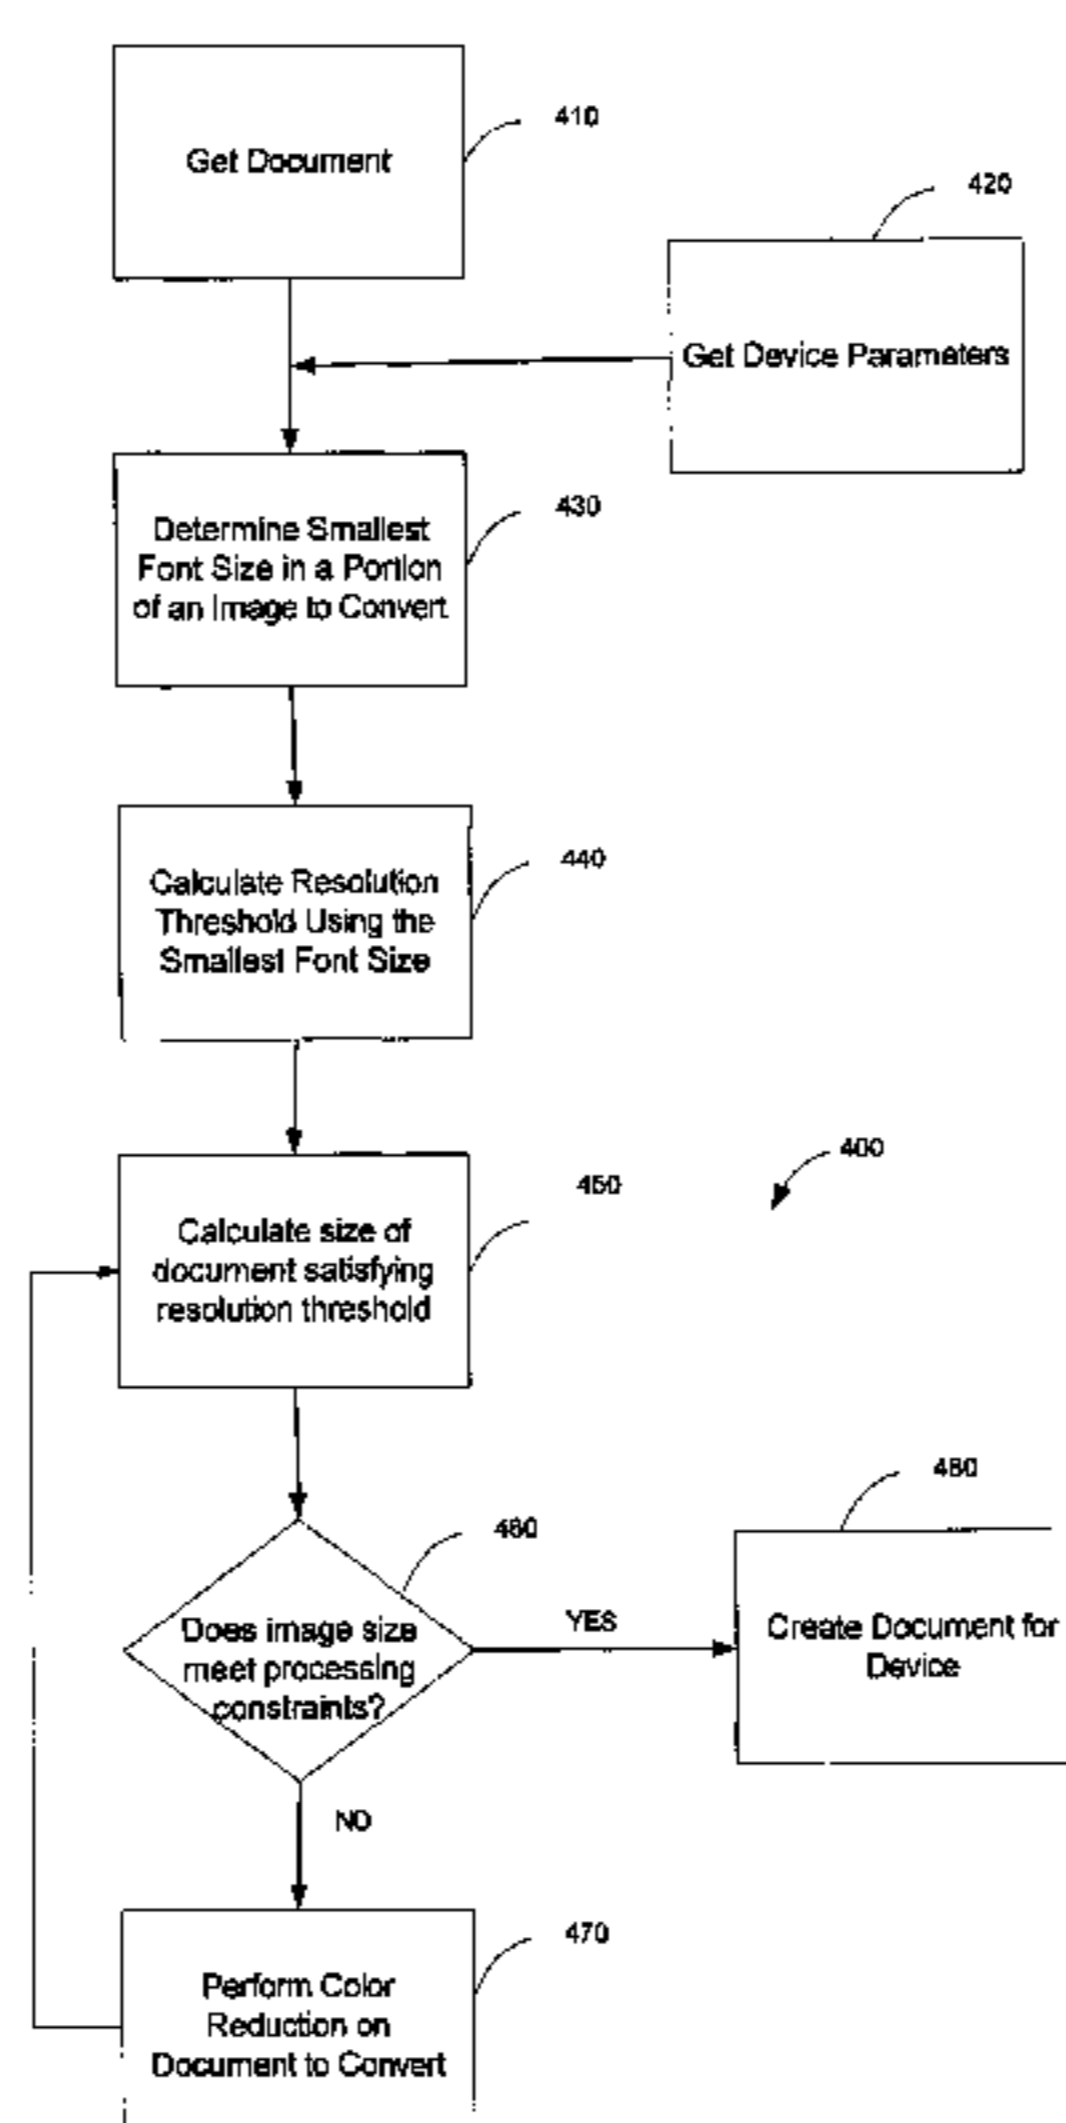 410
Get Document
420
Get Device Parameters
430
Determine Smallest
Font Size in a Portion
of an Image to Convert
440
Calculate Resolution
Threshold Using the
Smallest Font Size
400
450
Calculate size of
document satisfying
resolution threshold
480
460
Does image size
meet processing
constraints?
YES
Create Document for
Device
NO
470
Perform Color
Reduction on
Document to Convert